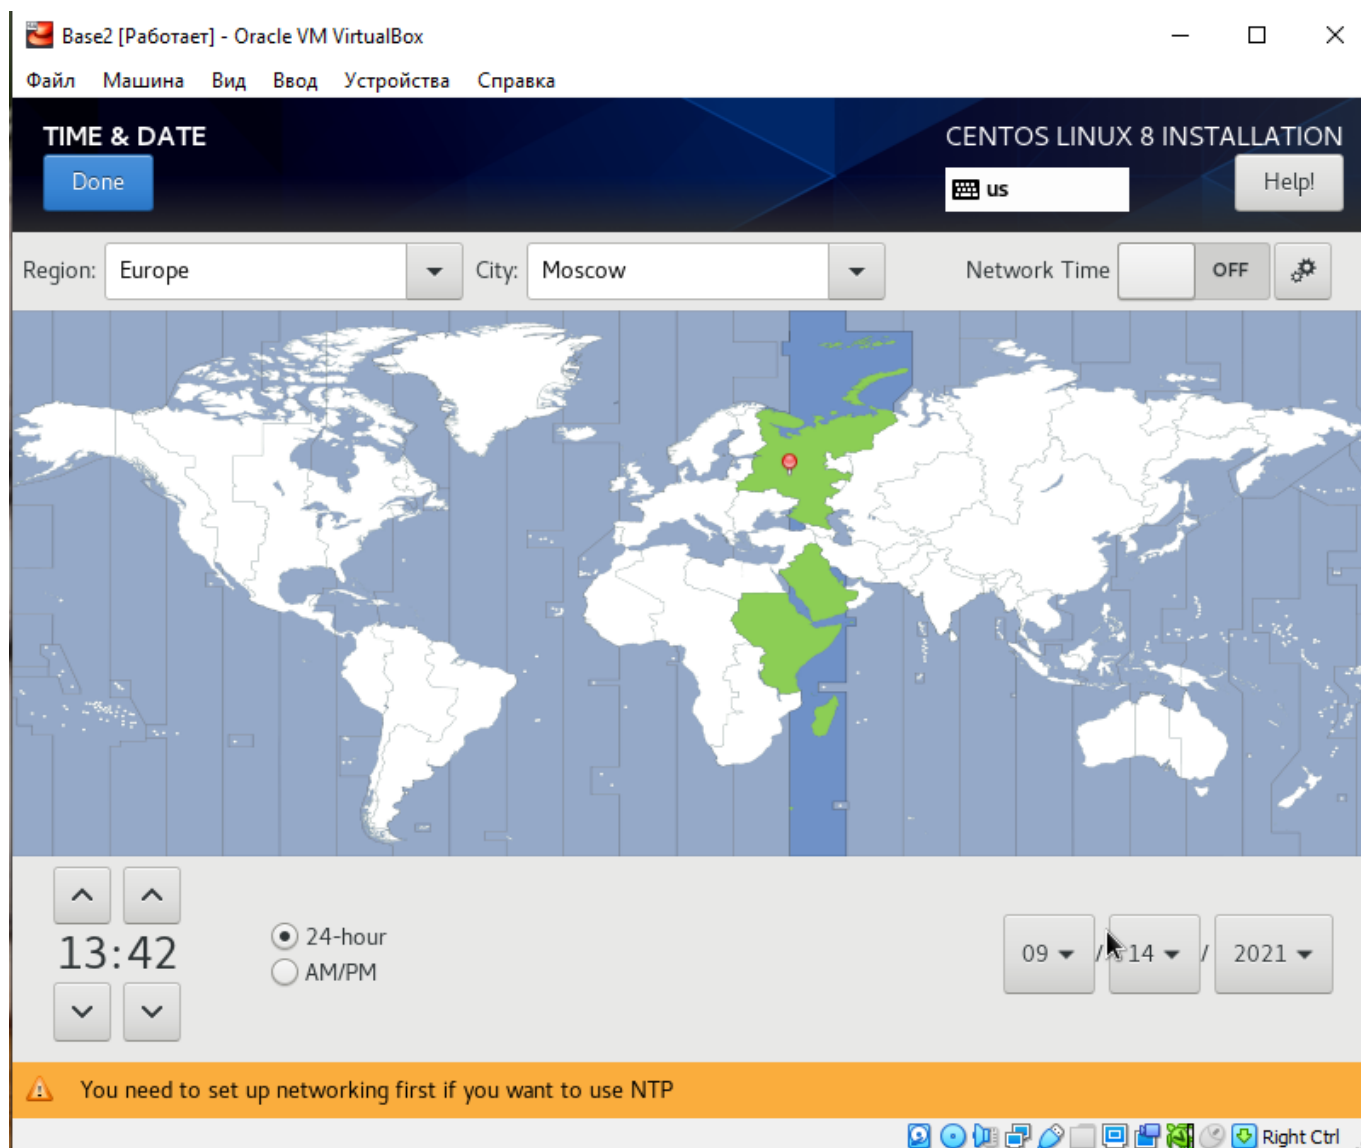 Base2 [Работает] - Oracle VM VirtualBox
Файл Машина Вид Ввод Устройства Справка
TIME & DATE
CENTOS LINUX 8 INSTALLATION
Done
us
Help!
Region: Europe City: Moscow Network Time OFF
13:42
24-hour
AM/PM
09 / 14 / 2021
You need to set up networking first if you want to use NTP
Right Ctrl